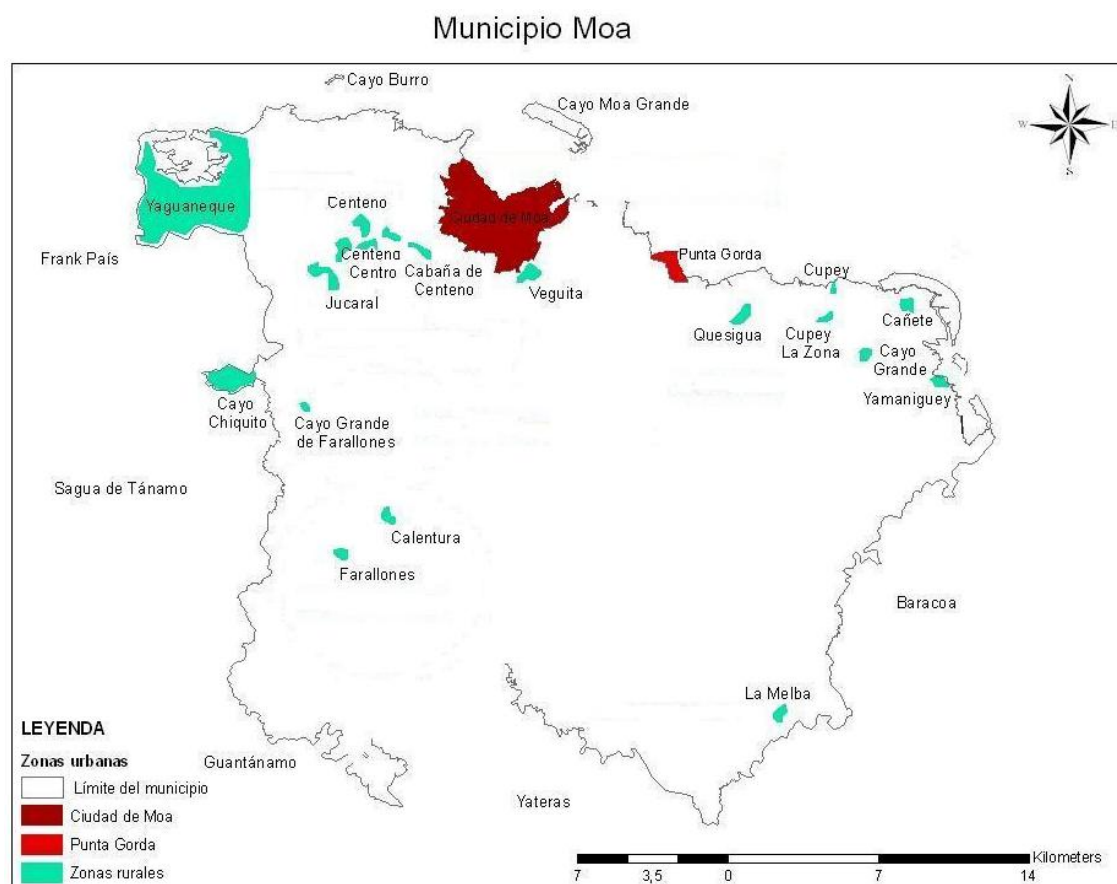 Municipio Moa
Cayo Burro
Cayo Moa Grande
N
W
E
S
Yaguaneque
Centeno
Ciudad de Moa
Frank País
Centeno
Centro
Cabaña de
Centeno
Jucaral
Veguita
Punta Gorda
Cupey
Quesigua
Cupey
La Zona
Cañete
Cayo
Grande
Yamaniguey
Cayo
Chiquito
Cayo Grande
de Farallones
Sagua de Tánamo
Calentura
Farallones
Baracoa
La Melba
Guantánamo
Yateras
LEYENDA
Zonas urbanas
Límite del municipio
Ciudad de Moa
Punta Gorda
Zonas rurales
Kilometers
7 3,5 0 7 14